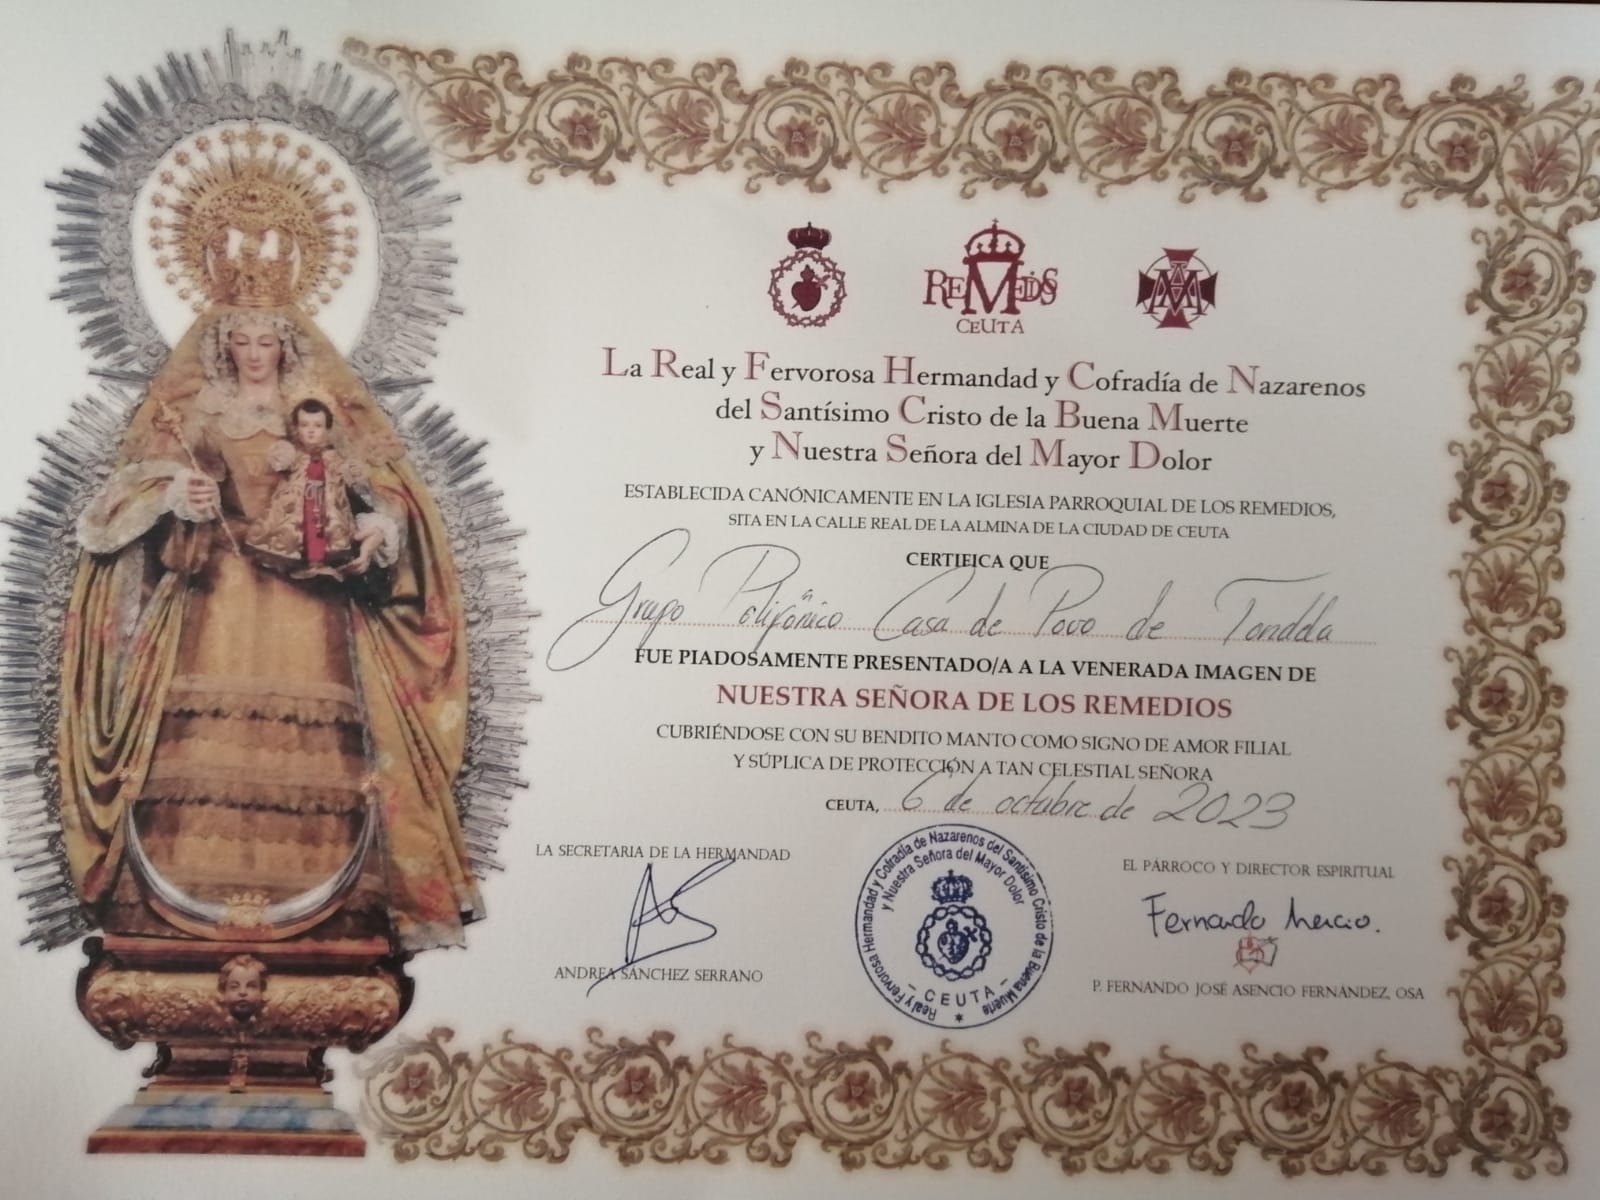 REMEDIOS
CEUTA
La Real y Fervorosa Hermandad y Cofradía de Nazarenos
del Santísimo Cristo de la Buena Muerte
y Nuestra Señora del Mayor Dolor
ESTABLECIDA CANÓNICAMENTE EN LA IGLESIA PARROQUIAL DE LOS REMEDIOS,
SITA EN LA CALLE REAL DE LA ALMINA DE LA CIUDAD DE CEUTA
CERTIFICA QUE
Grupo Polifónico Casa de Povo de Tondela
FUE PIADOSAMENTE PRESENTADO/A A LA VENERADA IMAGEN DE
NUESTRA SEÑORA DE LOS REMEDIOS
CUBRIÉNDOSE CON SU BENDITO MANTO COMO SIGNO DE AMOR FILIAL
Y SÚPLICA DE PROTECCIÓN A TAN CELESTIAL SEÑORA
CEUTA, 6 de octubre de 2023
LA SECRETARIA DE LA HERMANDAD
ANDREA SÁNCHEZ SERRANO
Real y Fervorosa Hermandad y Cofradía de Nazarenos del Santísimo Cristo de la Buena Muerte
y Nuestra Señora del Mayor Dolor
- CEUTA -
EL PÁRROCO Y DIRECTOR ESPIRITUAL
Fernando
P. FERNANDO JOSÉ ASENCIO FERNÁNDEZ, OSA